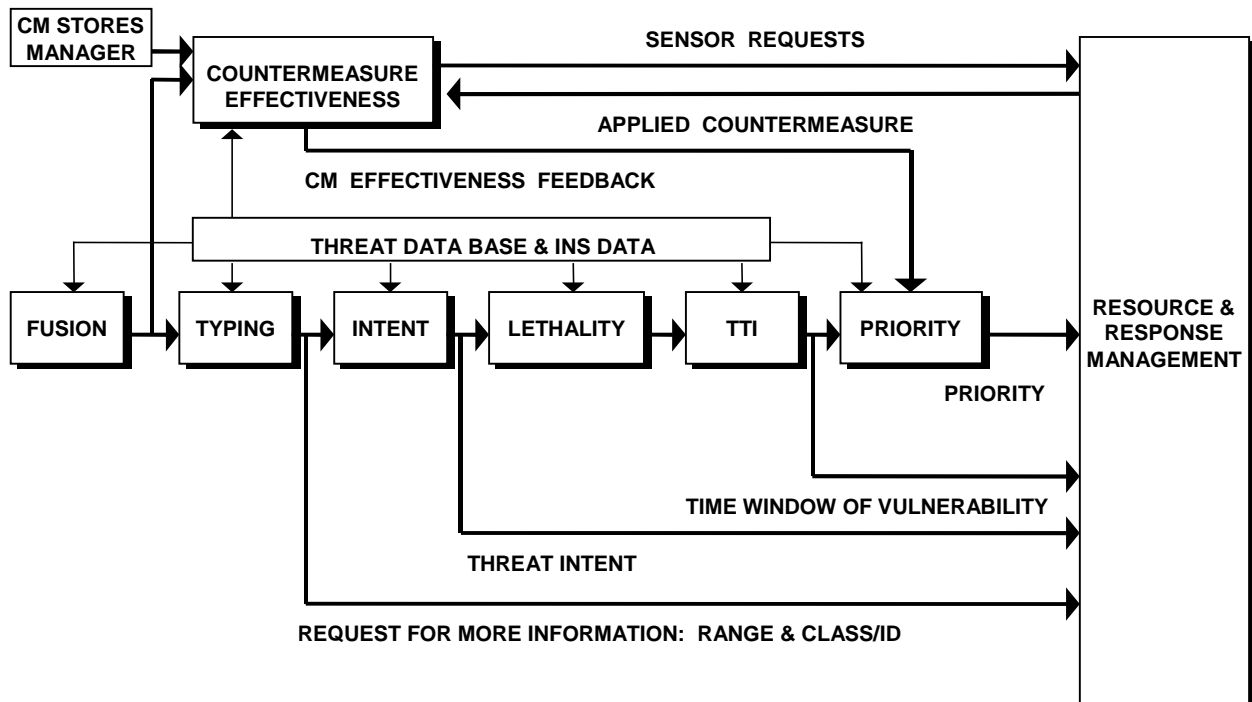 CM STORES
MANAGER
SENSOR REQUESTS
COUNTERMEASURE
EFFECTIVENESS
APPLIED COUNTERMEASURE
CM EFFECTIVENESS FEEDBACK
THREAT DATA BASE & INS DATA
FUSION
TYPING
INTENT
LETHALITY
TTI
PRIORITY
RESOURCE &
RESPONSE
MANAGEMENT
PRIORITY
TIME WINDOW OF VULNERABILITY
THREAT INTENT
REQUEST FOR MORE INFORMATION: RANGE & CLASS/ID